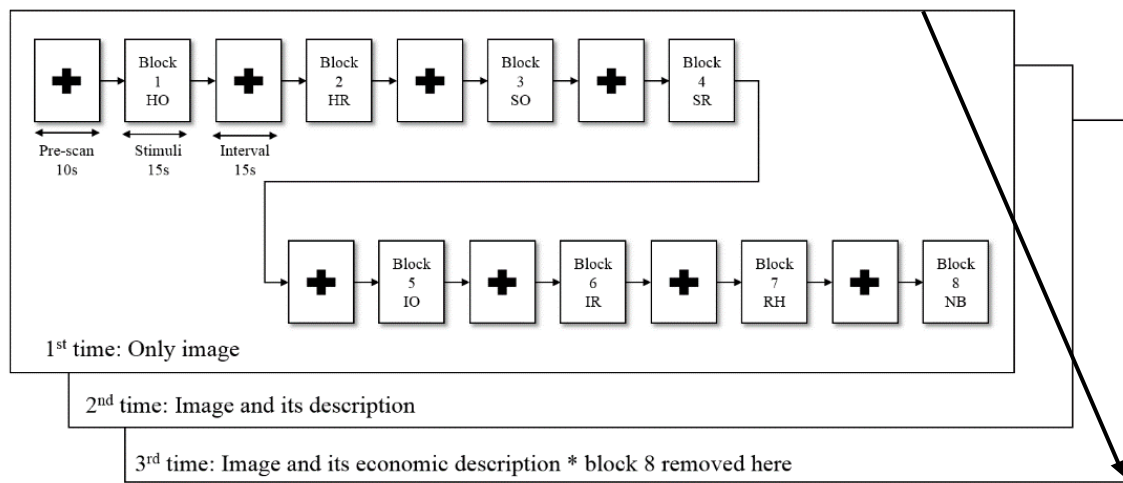 Block
1
HO
Block
2
HR
Block
3
SO
Block
4
SR
Pre-scan
10s
Stimuli
15s
Interval
15s
Block
5
IO
Block
6
IR
Block
7
RH
Block
8
NB
1st time: Only image
2nd time: Image and its description
3rd time: Image and its economic description * block 8 removed here